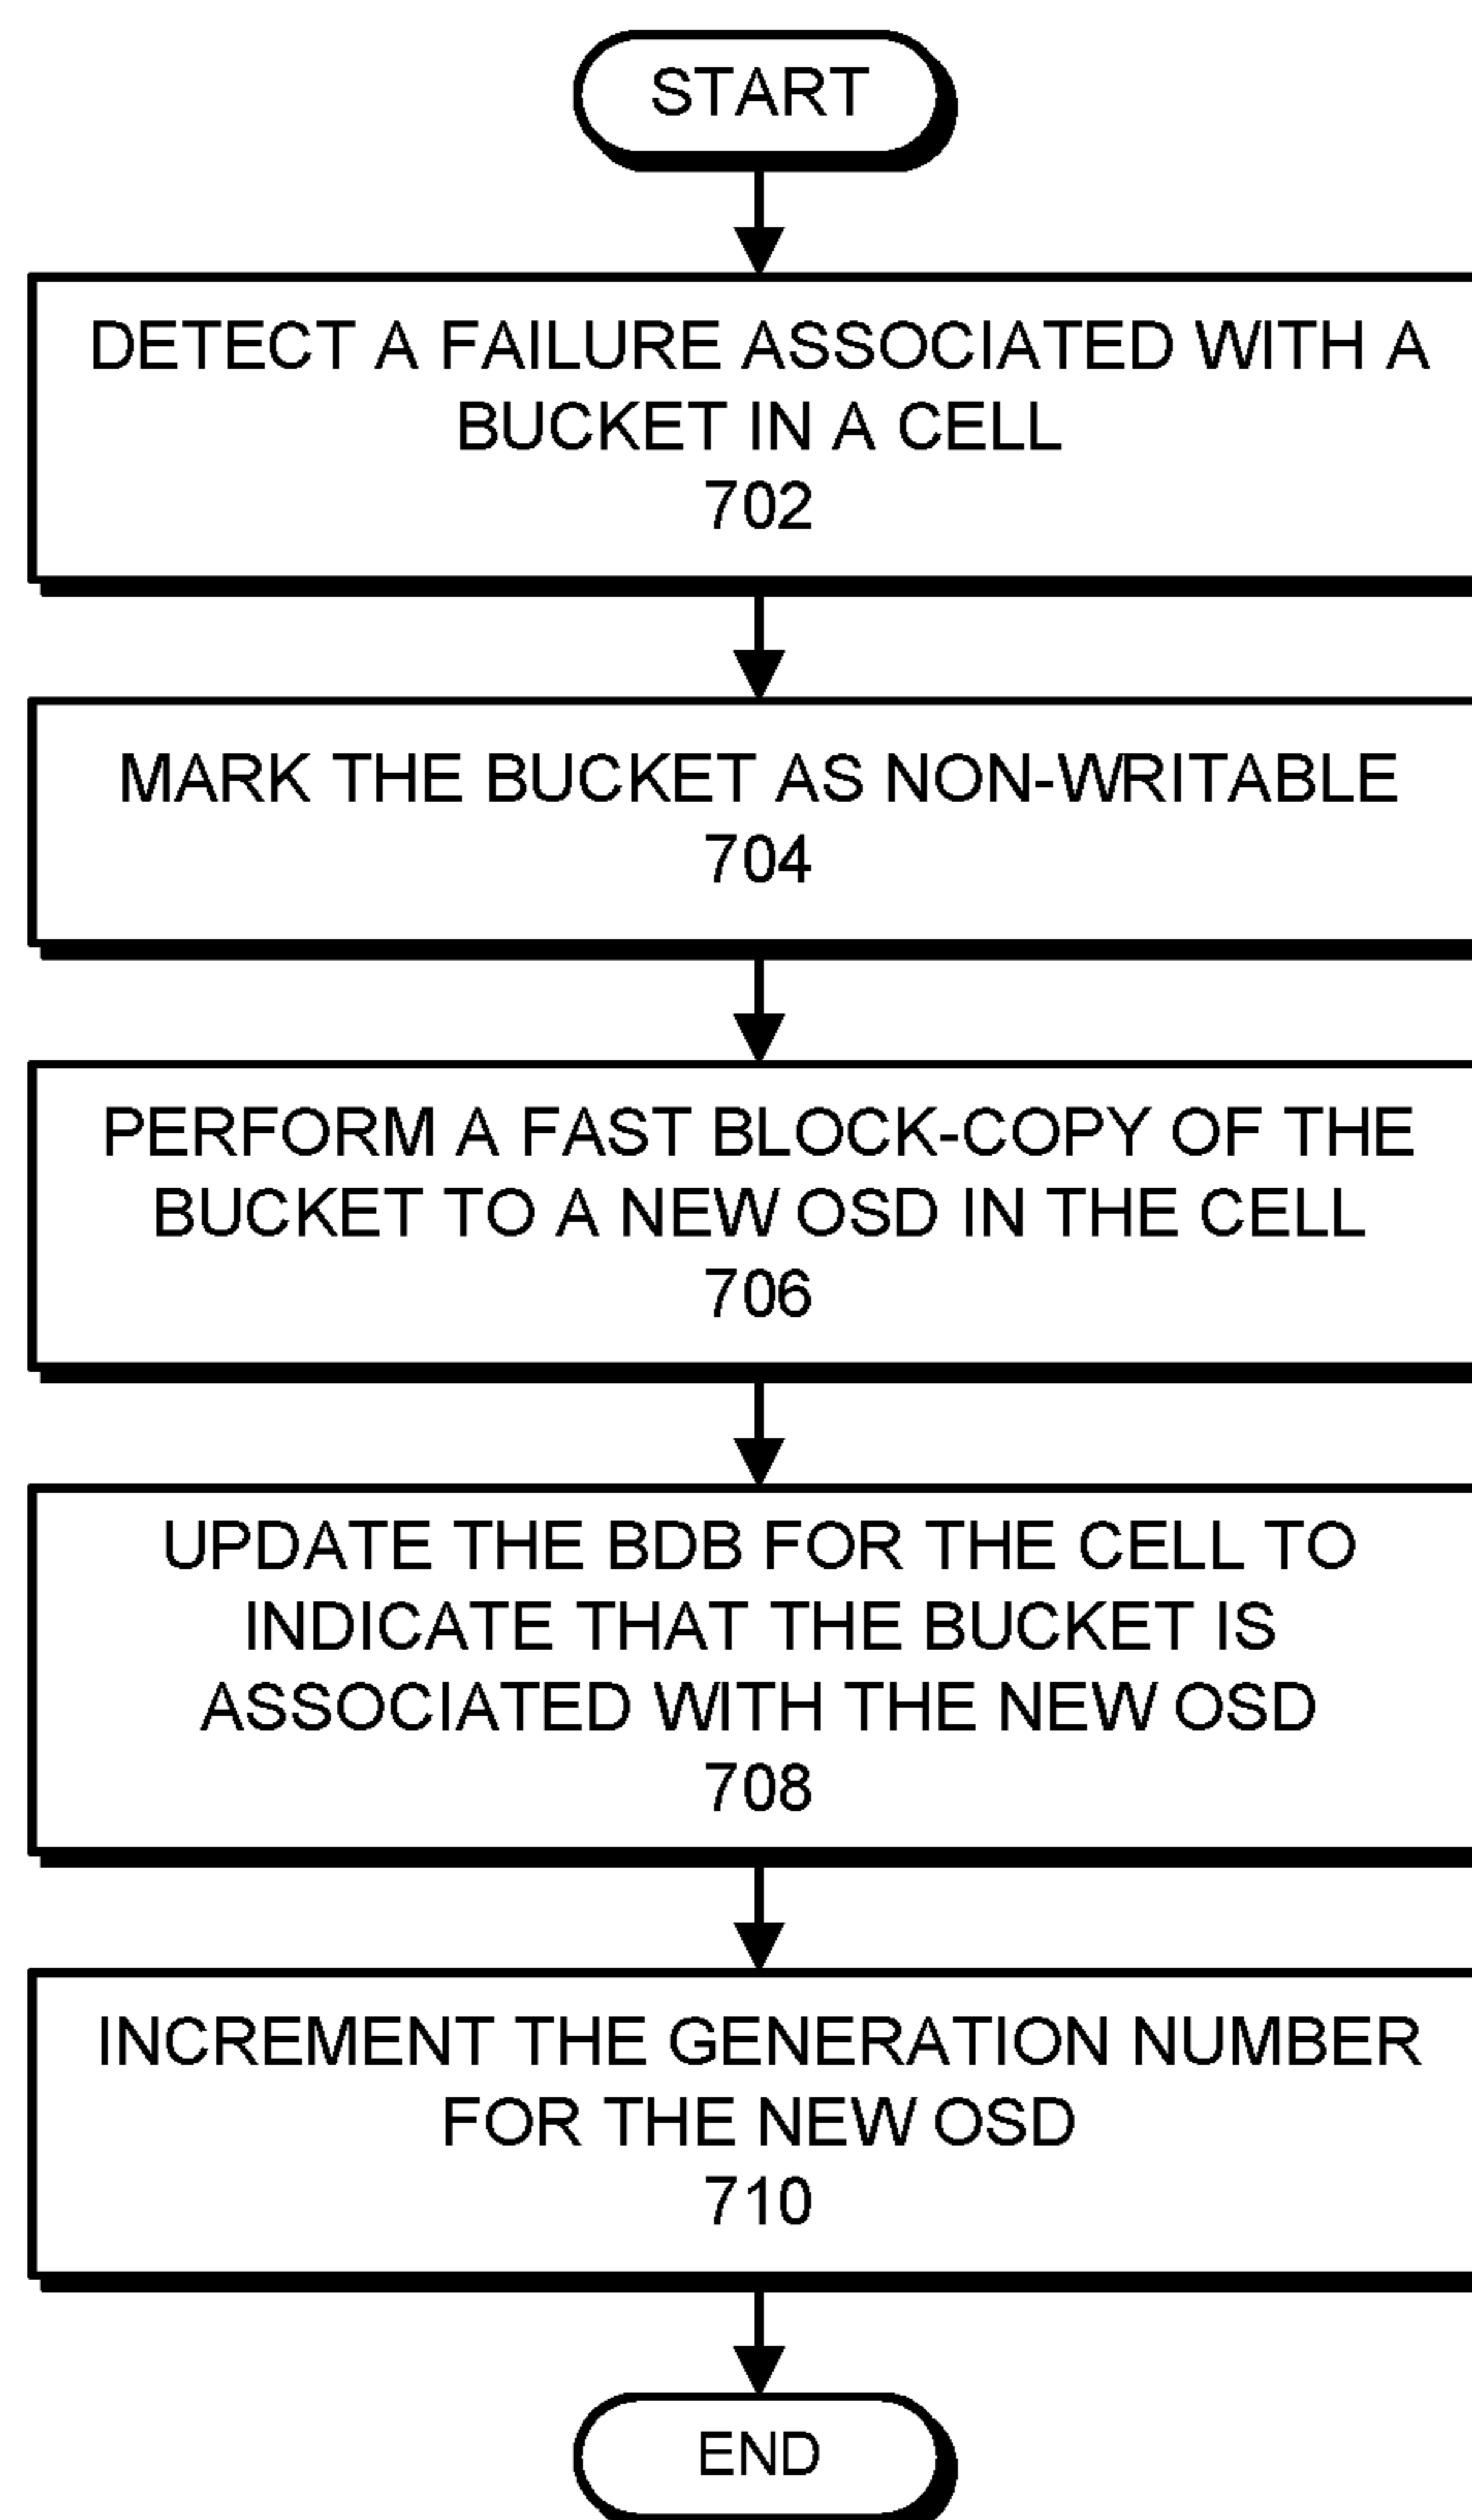 START
DETECT A FAILURE ASSOCIATED WITH A
BUCKET IN A CELL
702
MARK THE BUCKET AS NON-WRITABLE
704
PERFORM A FAST BLOCK-COPY OF THE
BUCKET TO A NEW OSD IN THE CELL
706
UPDATE THE BDB FOR THE CELL TO
INDICATE THAT THE BUCKET IS
ASSOCIATED WITH THE NEW OSD
708
INCREMENT THE GENERATION NUMBER
FOR THE NEW OSD
710
END